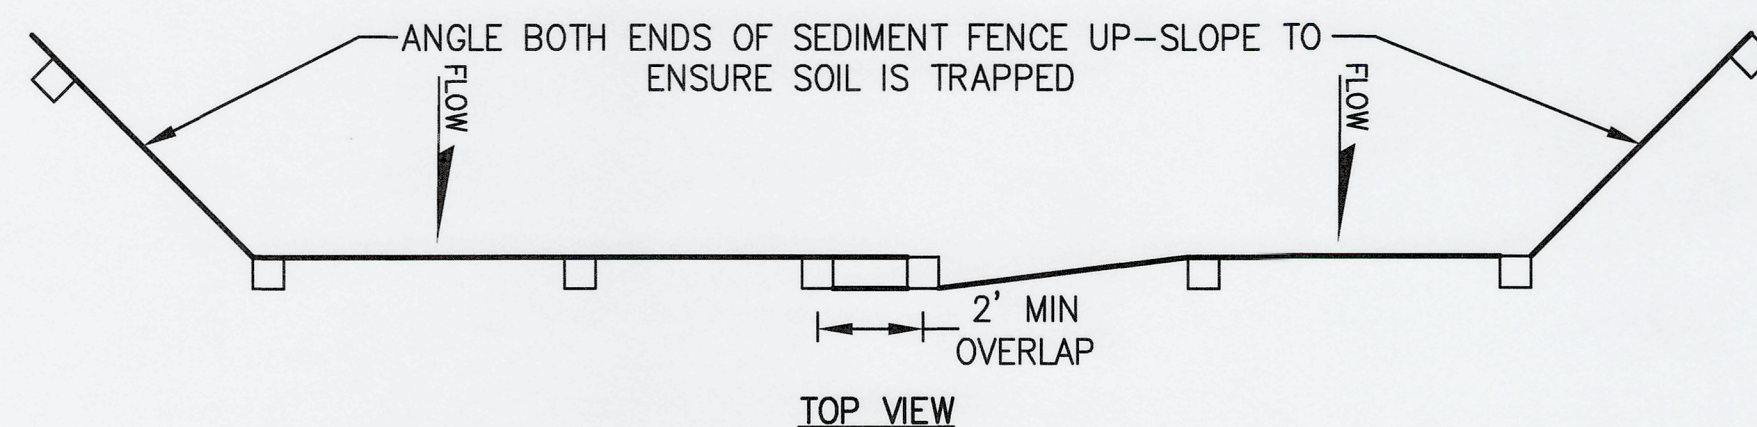 ANGLE BOTH ENDS OF SEDIMENT FENCE UP-SLOPE TO
ENSURE SOIL IS TRAPPED
FLOW
FLOW
2' MIN
OVERLAP
TOP VIEW